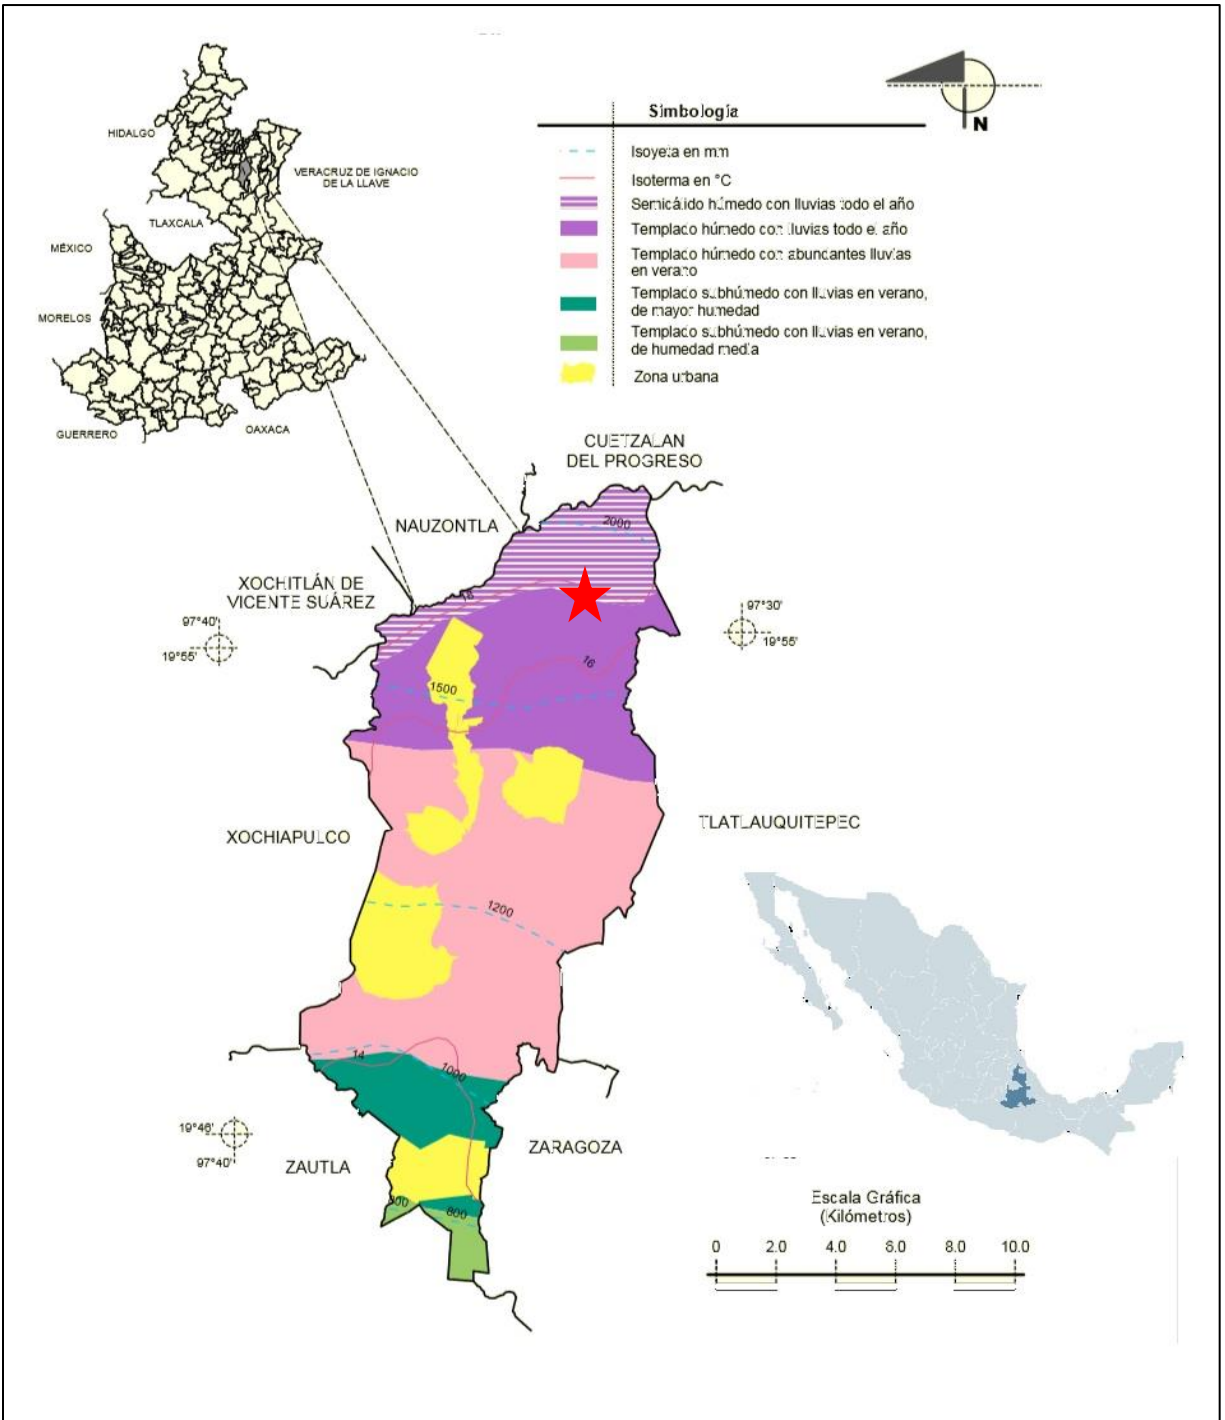 HIDALGO
VERACRUZ DE IGNACIO
DE LA LLAVE
TLAXCALA
MÉXICO
MORELOS
GUERRERO
OAXACA
N
Simbología
Isoyeta en mm
Isoterma en °C
Semicálido húmedo con lluvias todo el año
Templado húmedo con lluvias todo el año
Templado húmedo con abundantes lluvias
en verano
Templado subhúmedo con lluvias en verano,
de mayor humedad
Templado subhúmedo con lluvias en verano,
de humedad media
Zona urbana
CUETZALAN
DEL PROGRESO
NAUZONTLA
2000
XOCHITLÁN DE
VICENTE SUÁREZ
18
97°40'
19°55'
97°30'
19°55'
16
1500
XOCHIAPULCO
TLATLAUQUITEPEC
1200
14
1000
19°46'
97°40'
ZAUTLA
ZARAGOZA
800
Escala Gráfica
(Kilómetros)
0 2.0 4.0 6.0 8.0 10.0